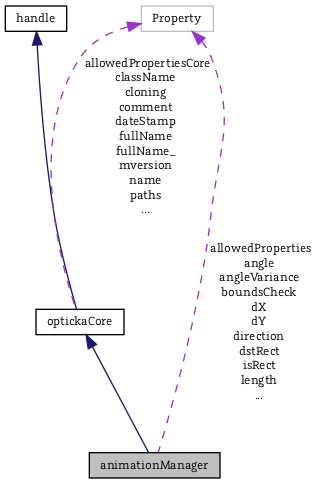 handle
Property
allowedPropertiesCore
className
cloning
comment
dateStamp
fullName
fullName_
mversion
name
paths
...
allowedProperties
angle
angleVariance
boundsCheck
dX
dY
direction
dstRect
isRect
length
...
optickaCore
animationManager